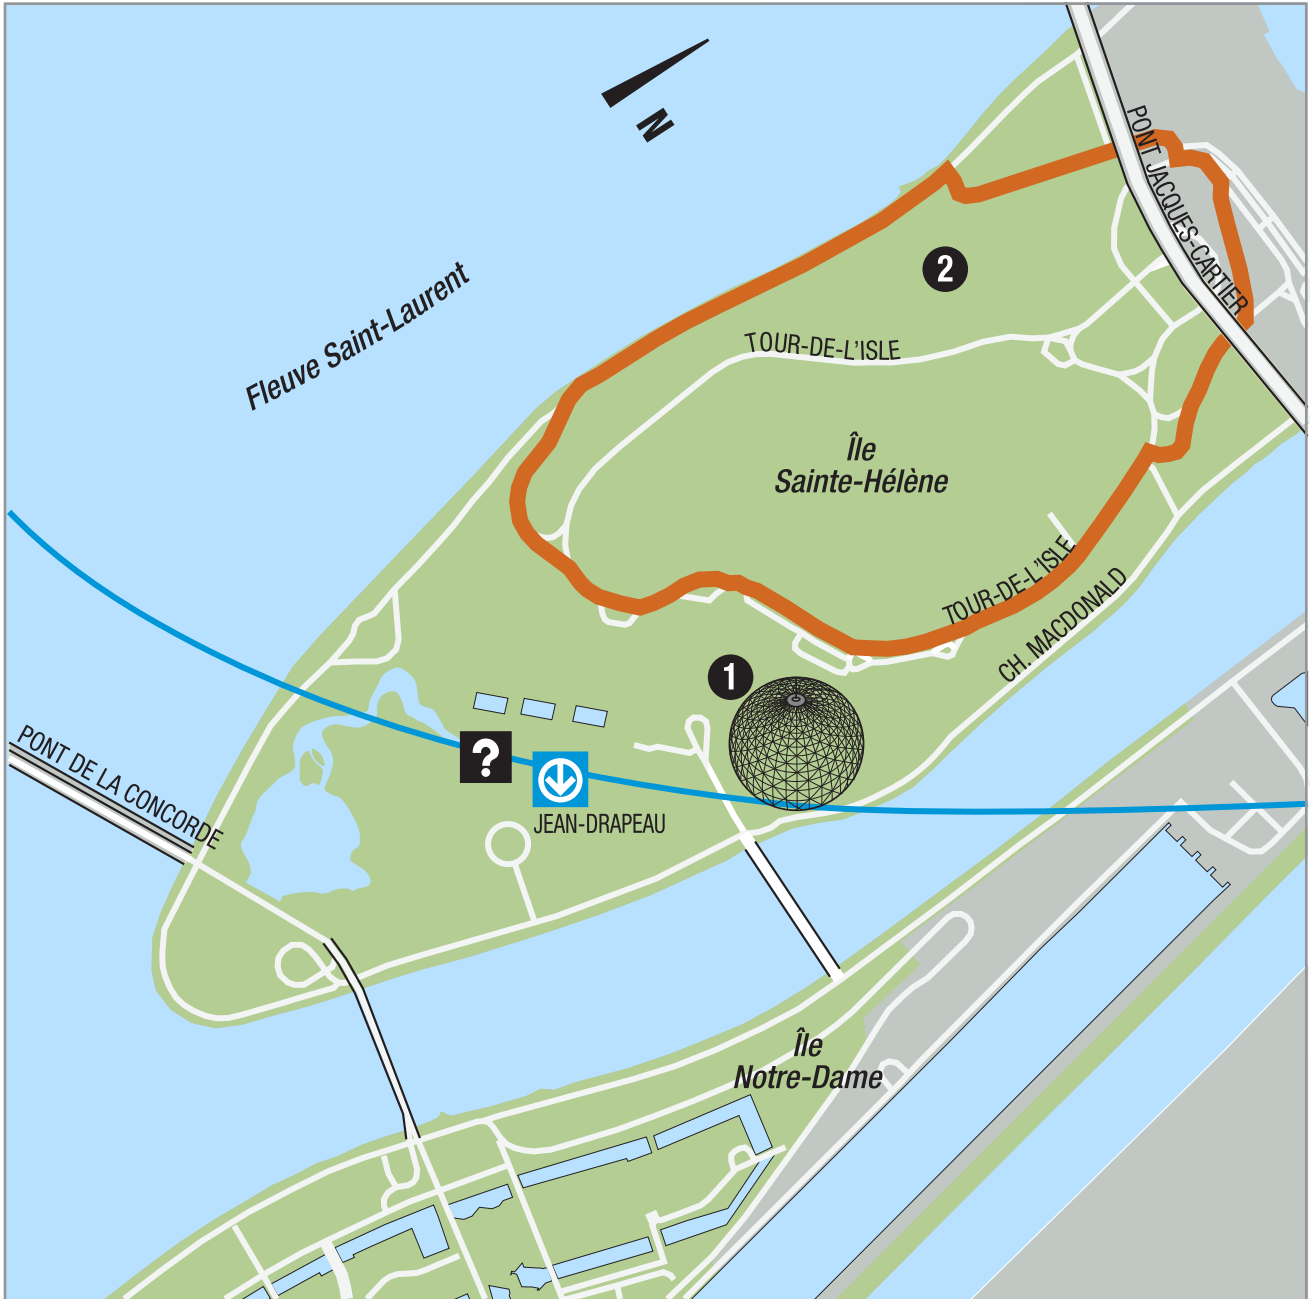 N
PONT JACQUES-CARTIER
2
Fleuve Saint-Laurent
TOUR-DE-L'ISLE
Île
Sainte-Hélène
TOUR-DE-L'ISLE
CH. MACDONALD
1
?
PONT DE LA CONCORDE
JEAN-DRAPEAU
Île
Notre-Dame